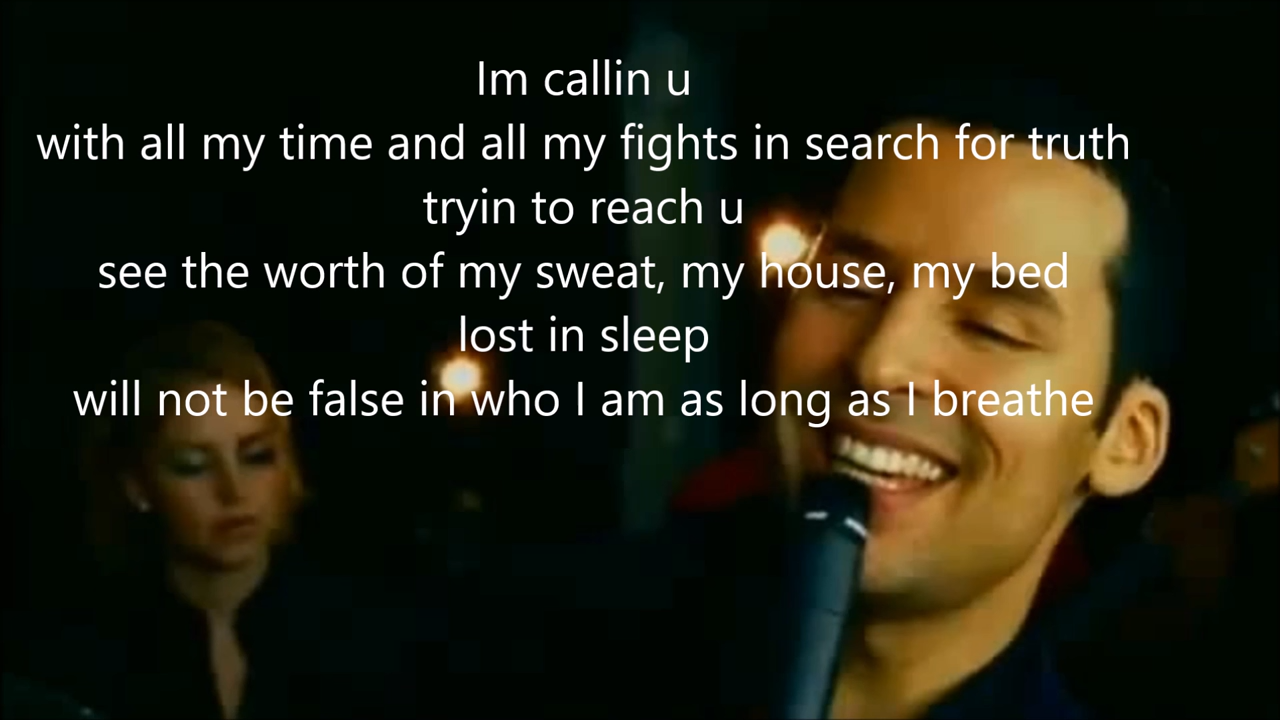 Im callin u
with all my time and all my fights in search for truth
tryin to reach u
see the worth of my sweat, my house, my bed
lost in sleep
will not be false in who I am as long as I breathe